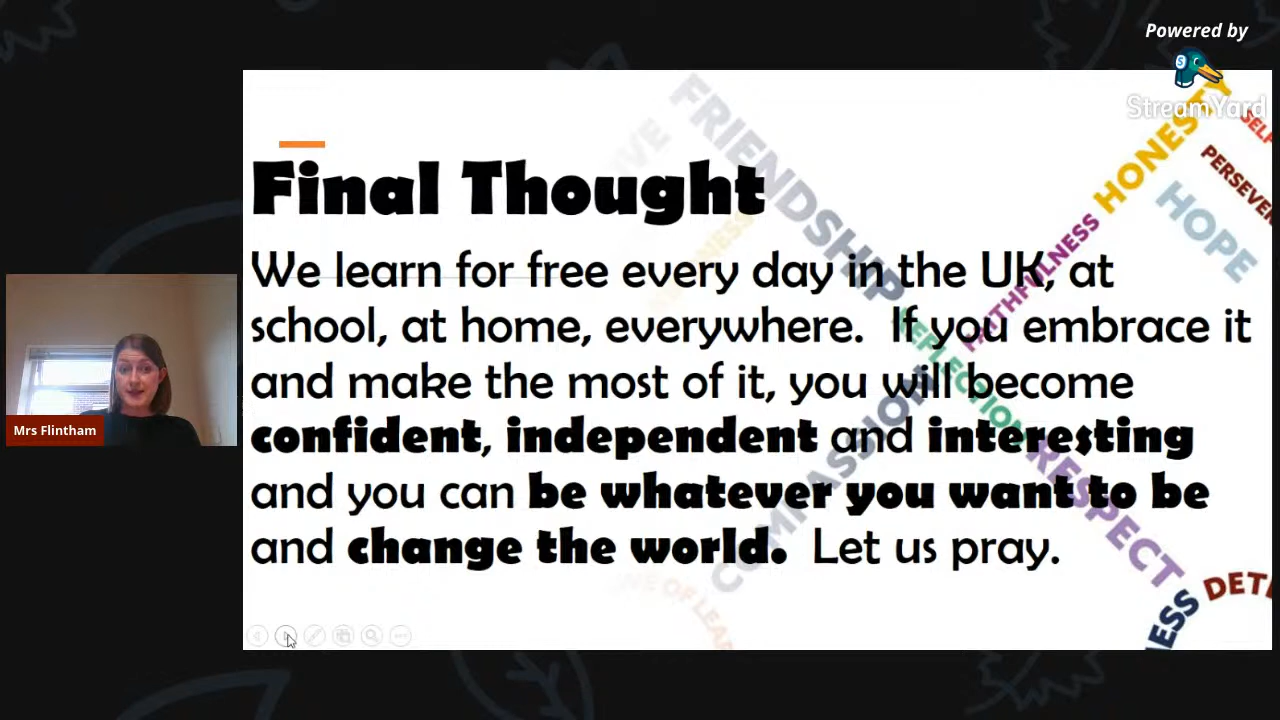 Powered by
StreamYard
Final Thought
We learn for free every day in the UK, at
school, at home, everywhere.  If you embrace it
and make the most of it, you will become
confident, independent and interesting
and you can be whatever you want to be
and change the world.  Let us pray.
Mrs Flintham
FRIENDSHIP
HONESTY
HOPE
FAITHFULNESS
REFLECTION
COMPASSION
RESPECT